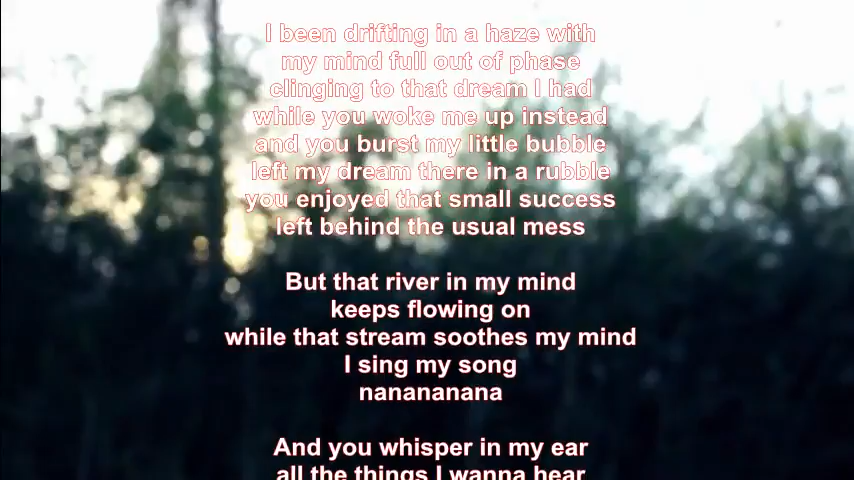 I been drifting in a haze with
my mind full out of phase
clinging to that dream I had
while you woke me up instead
and you burst my little bubble
left my dream there in a rubble
you enjoyed that small success
left behind the usual mess
But that river in my mind
keeps flowing on
while that stream soothes my mind
I sing my song
nanananana
And you whisper in my ear
all the things I wanna hear